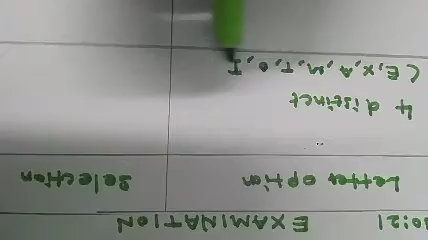 EXAMINATION
Letter option Selection
4 distinct
(E, X, A, M, T, O, I